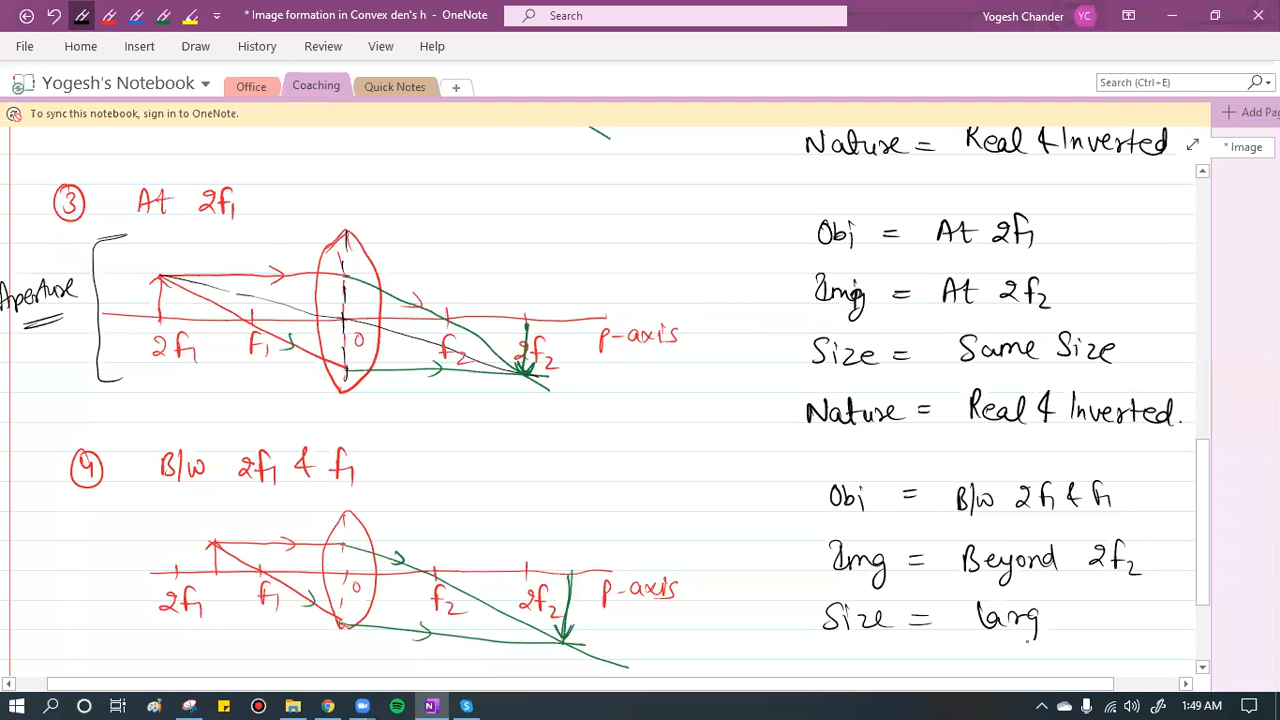 * Image formation in Convex den's h - OneNote
Search
Yogesh Chander
YC
File Home Insert Draw History Review View Help
Yogesh's Notebook
Office
Coaching
Quick Notes
+
Search (Ctrl+E)
To sync this notebook, sign in to OneNote.
Add Pag
* Image
Nature = Real & Inverted
③ At 2f₁
Aperture
2f₁ f₁ O f₂ 2f₂ P-axis
Obj = At 2f₁
Img = At 2f₂
Size = Same Size
Nature = Real & Inverted.
④ B/w 2f₁ & f₁
2f₁ f₁ O f₂ 2f₂ P-axis
Obj = B/w 2f₁ & f₁
Img = Beyond 2f₂
Size = larg
1:49 AM